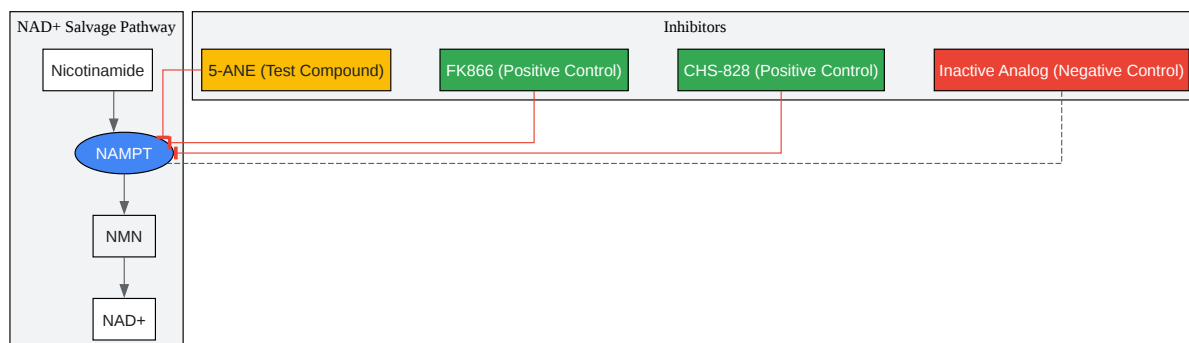 NAD+ Salvage Pathway
Inhibitors
Nicotinamide
5-ANE (Test Compound)
FK866 (Positive Control)
CHS-828 (Positive Control)
Inactive Analog (Negative Control)
NAMPT
NMN
NAD+